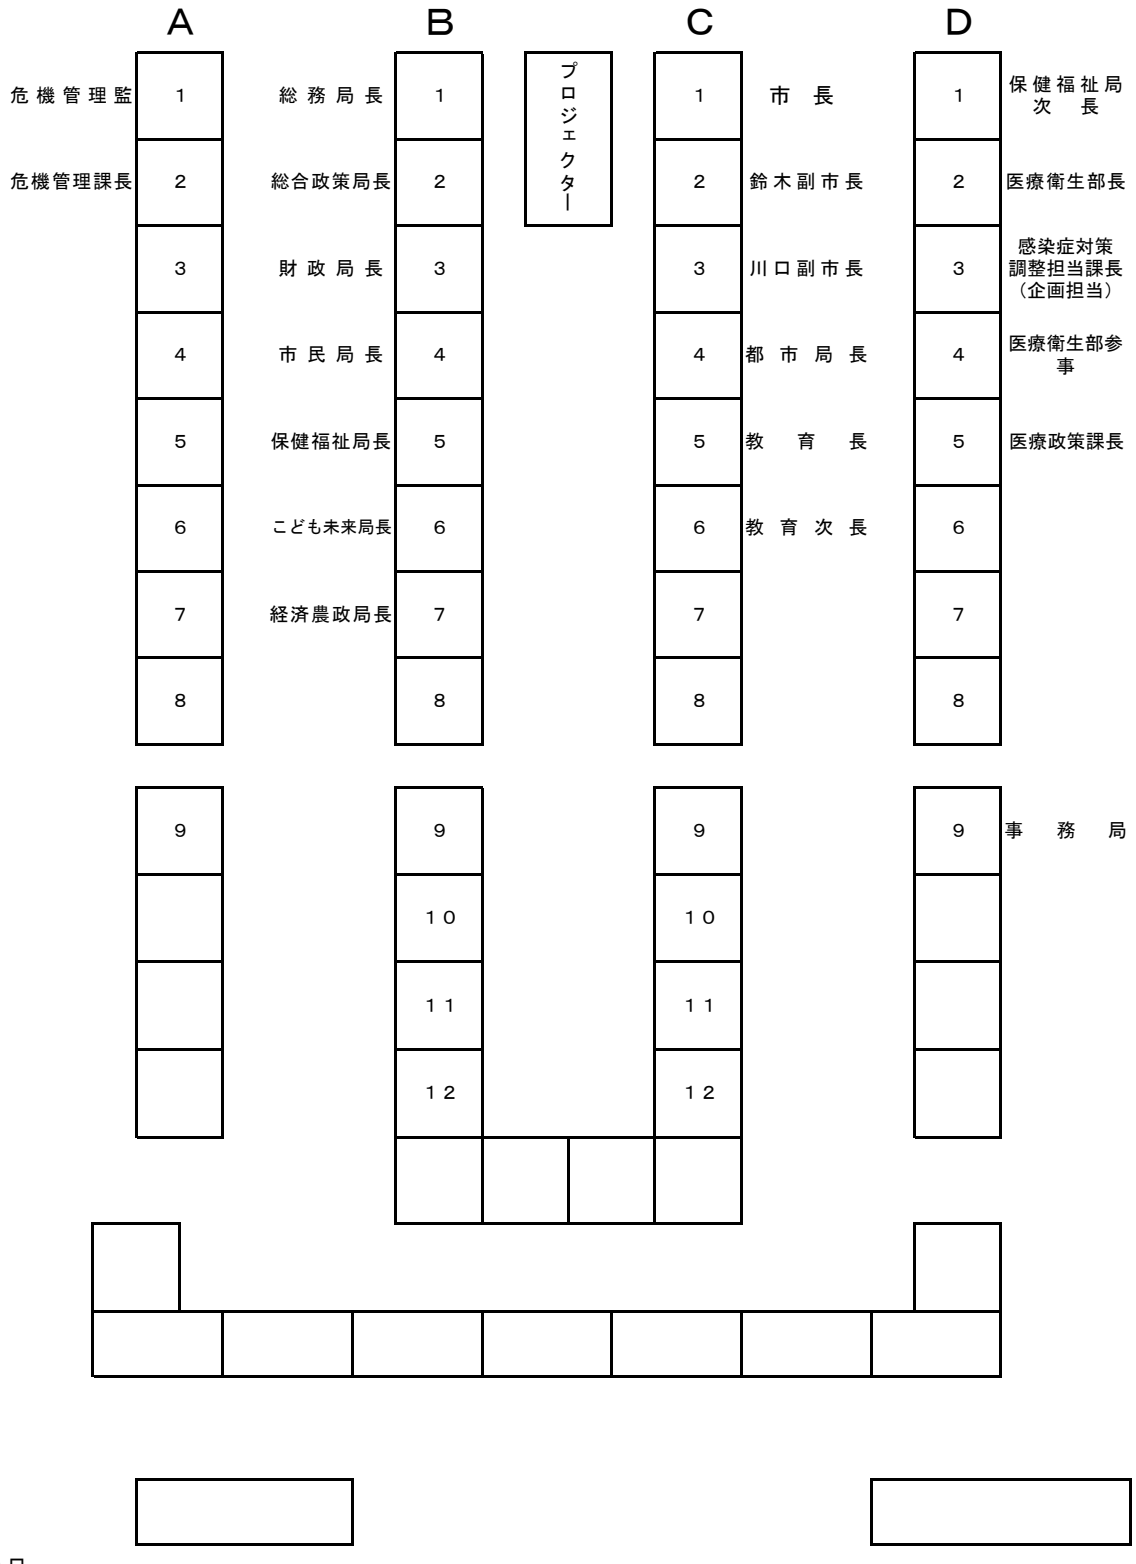 A B C D
危機管理監 1 総務局長 1 プロジェクター 1 市長 1 保健福祉局
次長
危機管理課長 2 総合政策局長 2 2 鈴木副市長 2 医療衛生部長
3 財政局長 3 3 川口副市長 3 感染症対策
調整担当課長
（企画担当）
4 市民局長 4 4 都市局長 4 医療衛生部参
事
5 保健福祉局長 5 5 教育長 5 医療政策課長
6 こども未来局長 6 6 教育次長 6
7 経済農政局長 7 7 7
8 8 8 8
9 9 9 9 事務局
10 10
11 11
12 12